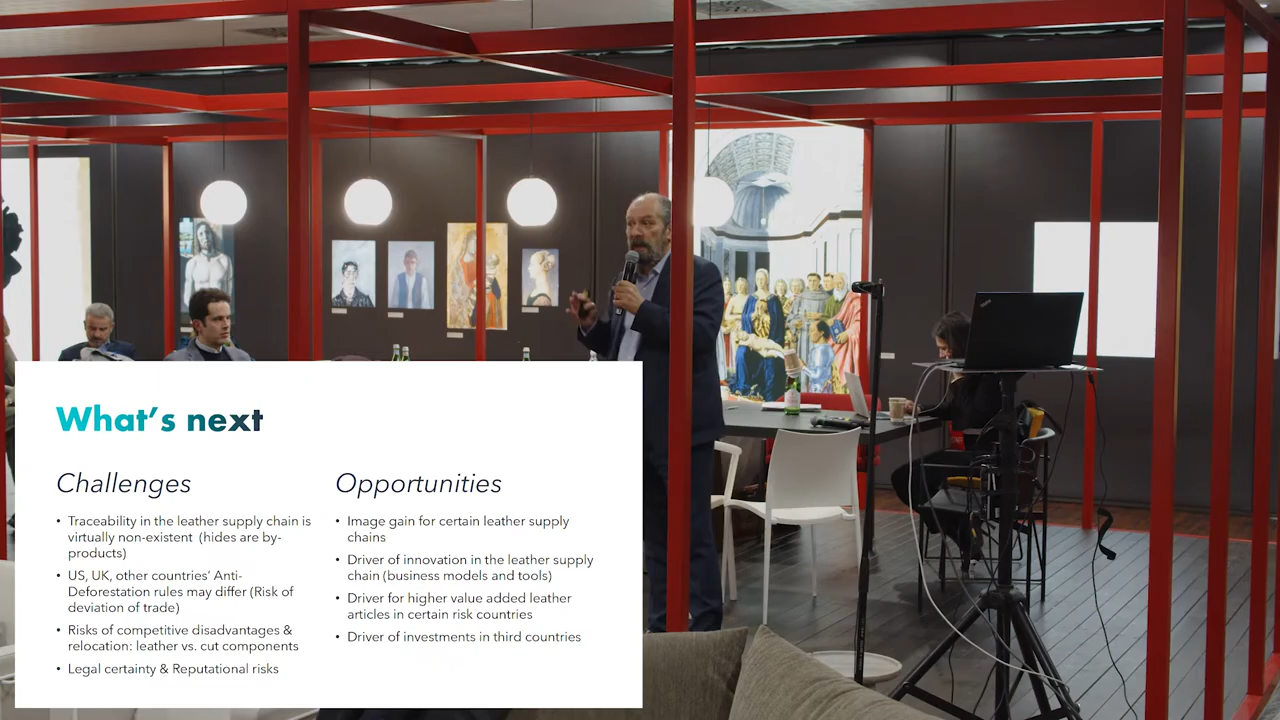 What's next
Challenges
• Traceability in the leather supply chain is
virtually non-existent (hides are by-
products)
• US, UK, other countries' Anti-
Deforestation rules may differ (Risk of
deviation of trade)
• Risks of competitive disadvantages &
relocation: leather vs. cut components
• Legal certainty & Reputational risks
Opportunities
• Image gain for certain leather supply
chains
• Driver of innovation in the leather supply
chain (business models and tools)
• Driver for higher value added leather
articles in certain risk countries
• Driver of investments in third countries